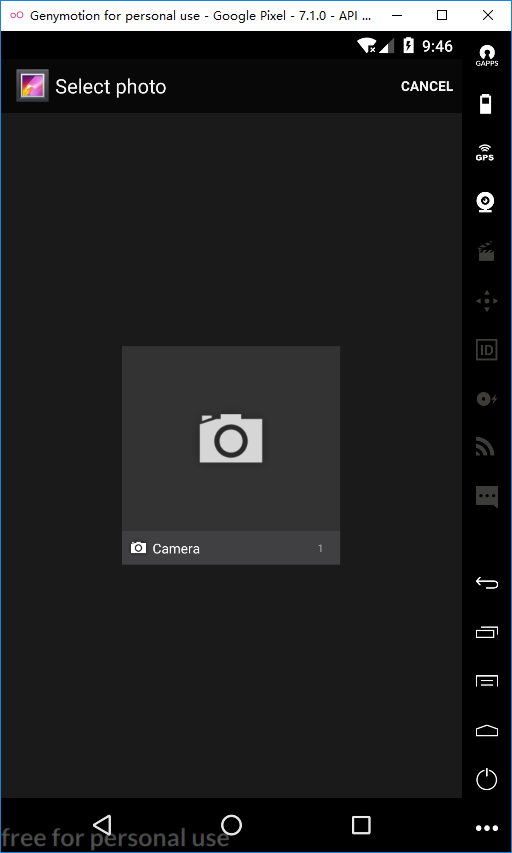 Genymotion for personal use - Google Pixel - 7.1.0 - API ...
9:46
GAPPS
Select photo
CANCEL
GPS
ID
Camera
1
free for personal use